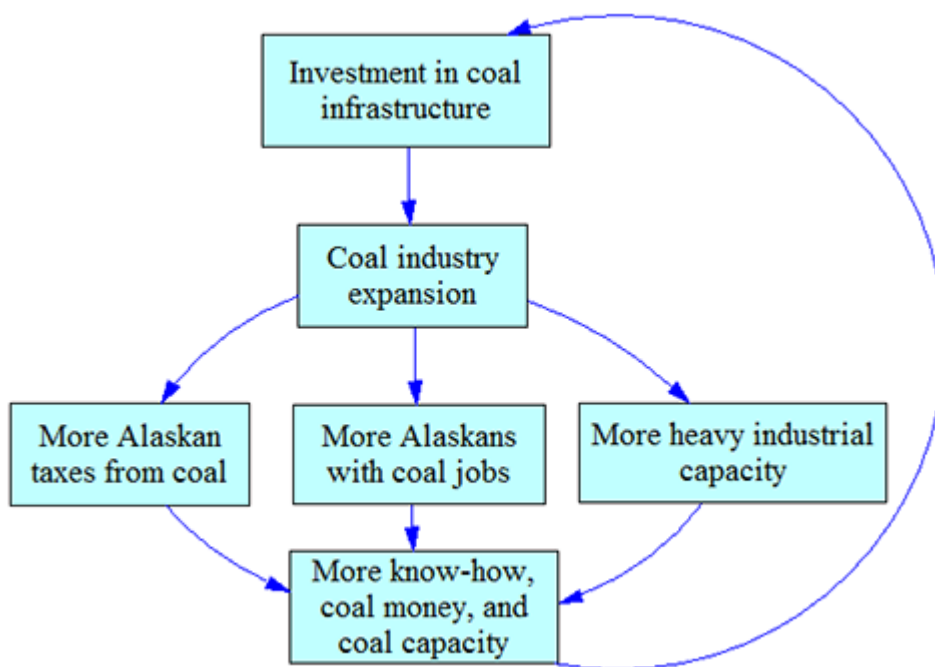 Investment in coal
infrastructure
Coal industry
expansion
More Alaskan
taxes from coal
More Alaskans
with coal jobs
More heavy industrial
capacity
More know-how,
coal money, and
coal capacity